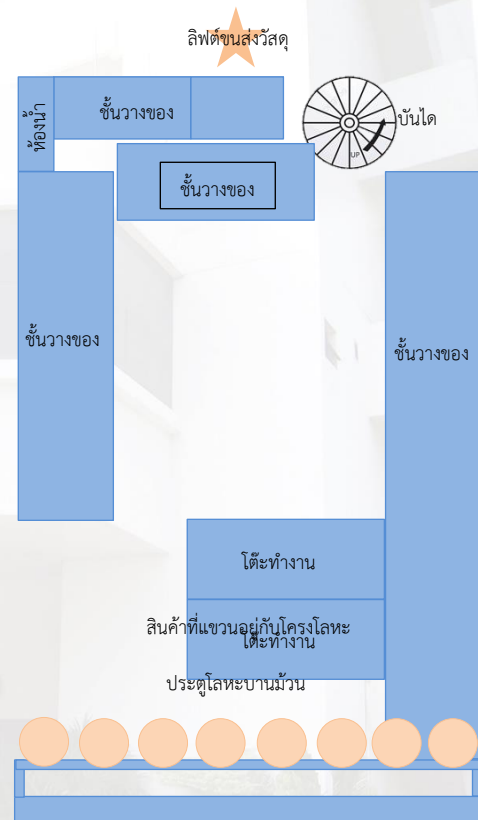 ลิฟต์ขนส่งวัสดุ
ห้องน้ำ
ชั้นวางของ
บันได
UP
ชั้นวางของ
ชั้นวางของ
ชั้นวางของ
โต๊ะทำงาน
สินค้าที่แขวนอยู่กับโครงโลหะ
โต๊ะทำงาน
ประตูโลหะบานม้วน